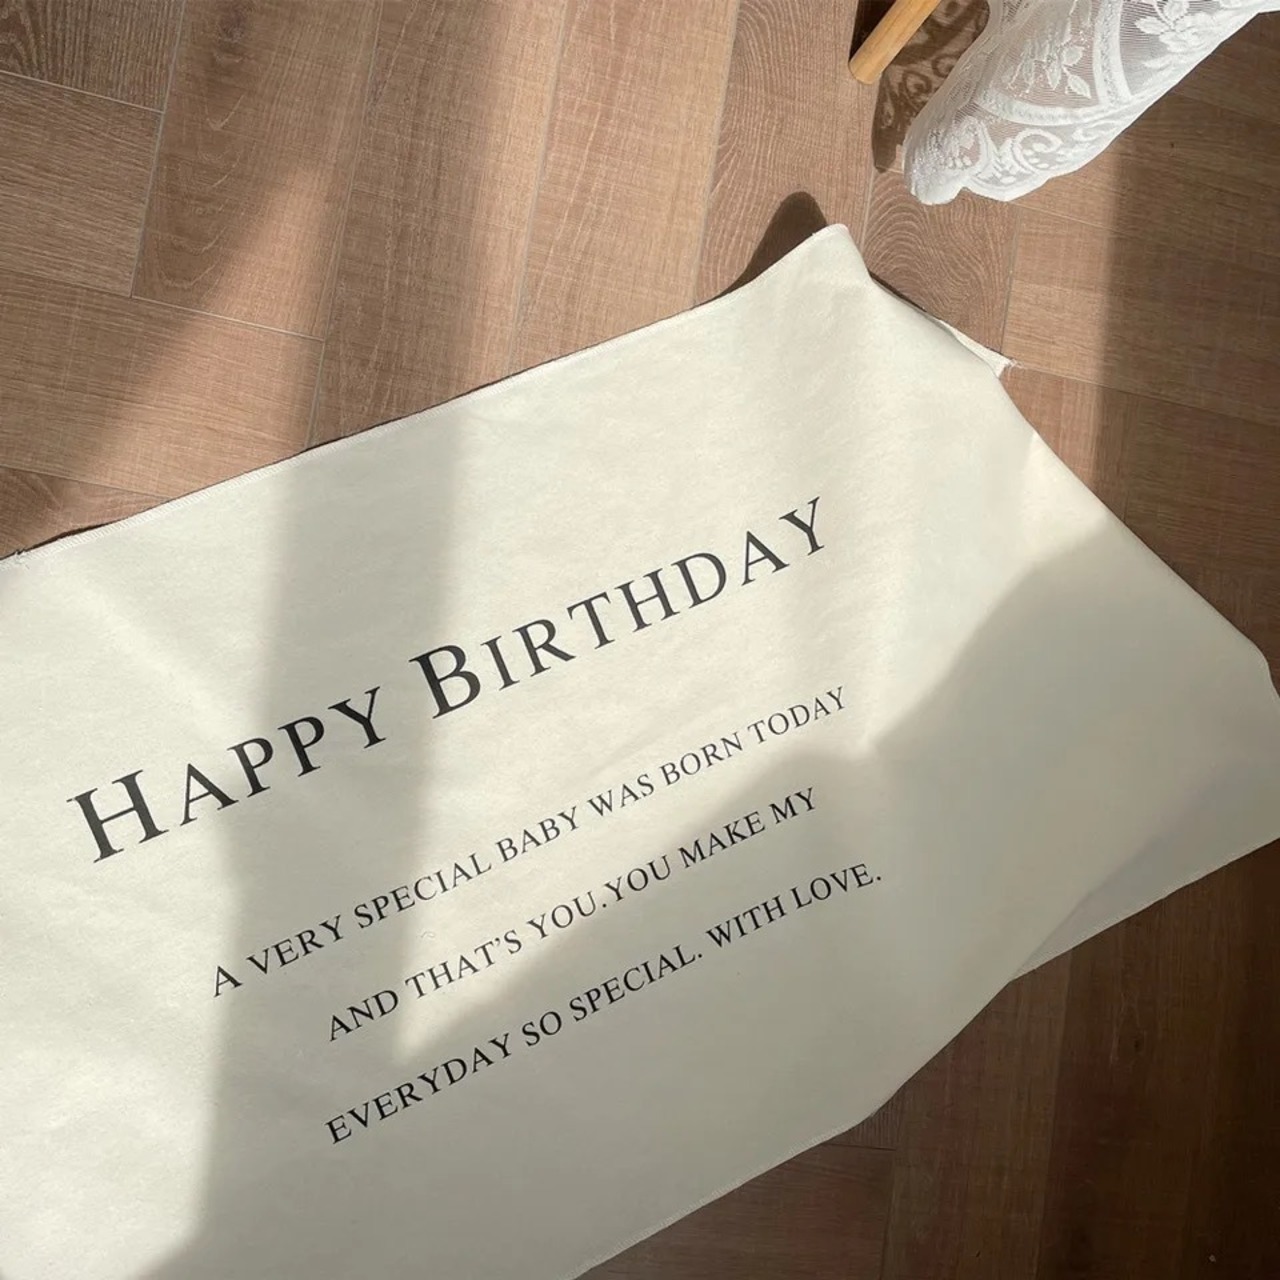 HAPPY BIRTHDAY
A VERY SPECIAL BABY WAS BORN TODAY
AND THAT'S YOU.YOU MAKE MY
EVERYDAY SO SPECIAL. WITH LOVE.